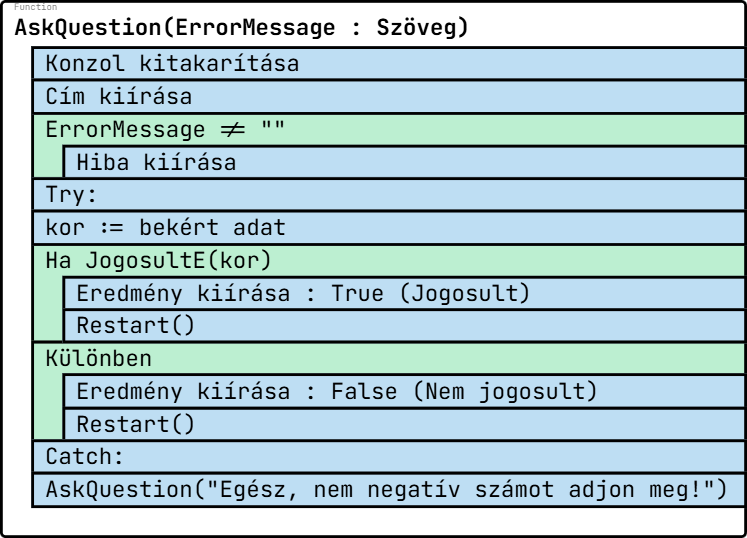 Function
AskQuestion(ErrorMessage : Szöveg)
Konzol kitakarítása
Cím kiírása
ErrorMessage ≠ ""
Hiba kiírása
Try:
kor := bekért adat
Ha JogosultE(kor)
Eredmény kiírása : True (Jogosult)
Restart()
Különben
Eredmény kiírása : False (Nem jogosult)
Restart()
Catch:
AskQuestion("Egész, nem negatív számot adjon meg!")